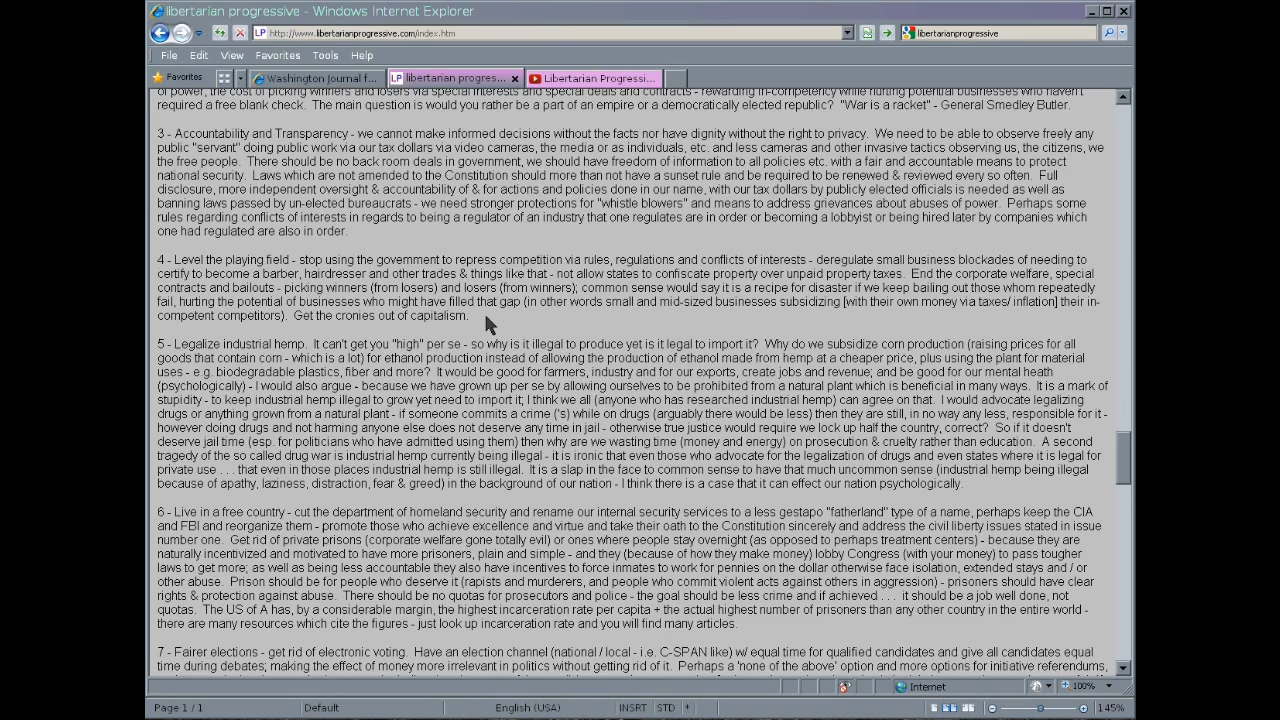 libertarian progressive - Windows Internet Explorer
http://www.libertarianprogressive.com/index.htm
libertarianprogressive
File Edit View Favorites Tools Help
Favorites
Washington Journal f...
libertarian progres...
Libertarian Progressi...
of power, the cost of picking winners and losers via special interests and special deals and contracts - rewarding in-competency while hurting potential businesses who haven't
required a free blank check. The main question is would you rather be a part of an empire or a democratically elected republic? "War is a racket" - General Smedley Butler.
3 - Accountability and Transparency - we cannot make informed decisions without the facts nor have dignity without the right to privacy. We need to be able to observe freely any
public "servant" doing public work via our tax dollars via video cameras, the media or as individuals, etc. and less cameras and other invasive tactics observing us, the citizens, we
the free people. There should be no back room deals in government, we should have freedom of information to all policies etc. with a fair and accountable means to protect
national security. Laws which are not amended to the Constitution should more than not have a sunset rule and be required to be renewed & reviewed every so often. Full
disclosure, more independent oversight & accountability of & for actions and policies done in our name, with our tax dollars by publicly elected officials is needed as well as
banning laws passed by un-elected bureaucrats - we need stronger protections for "whistle blowers" and means to address grievances about abuses of power. Perhaps some
rules regarding conflicts of interests in regards to being a regulator of an industry that one regulates are in order or becoming a lobbyist or being hired later by companies which
one had regulated are also in order.
4 - Level the playing field - stop using the government to repress competition via rules, regulations and conflicts of interests - deregulate small business blockades of needing to
certify to become a barber, hairdresser and other trades & things like that - not allow states to confiscate property over unpaid property taxes. End the corporate welfare, special
contracts and bailouts - picking winners (from losers) and losers (from winners); common sense would say it is a recipe for disaster if we keep bailing out those whom repeatedly
fail, hurting the potential of businesses who might have filled that gap (in other words small and mid-sized businesses subsidizing [with their own money via taxes/ inflation] their in-
competent competitors). Get the cronies out of capitalism.
5 - Legalize industrial hemp. It can't get you "high" per se - so why is it illegal to produce yet is it legal to import it? Why do we subsidize corn production (raising prices for all
goods that contain corn - which is a lot) for ethanol production instead of allowing the production of ethanol made from hemp at a cheaper price, plus using the plant for material
uses - e.g. biodegradable plastics, fiber and more? It would be good for farmers, industry and for our exports, create jobs and revenue; and be good for our mental heath
(psychologically) - I would also argue - because we have grown up per se by allowing ourselves to be prohibited from a natural plant which is beneficial in many ways. It is a mark of
stupidity - to keep industrial hemp illegal to grow yet need to import it; I think we all (anyone who has researched industrial hemp) can agree on that. I would advocate legalizing
drugs or anything grown from a natural plant - if someone commits a crime ('s) while on drugs (arguably there would be less) then they are still, in no way any less, responsible for it -
however doing drugs and not harming anyone else does not deserve any time in jail - otherwise true justice would require we lock up half the country, correct? So if it doesn't
deserve jail time (esp. for politicians who have admitted using them) then why are we wasting time (money and energy) on prosecution & cruelty rather than education. A second
tragedy of the so called drug war is industrial hemp currently being illegal - it is ironic that even those who advocate for the legalization of drugs and even states where it is legal for
private use . . . that even in those places industrial hemp is still illegal. It is a slap in the face to common sense to have that much uncommon sense (industrial hemp being illegal
because of apathy, laziness, distraction, fear & greed) in the background of our nation - I think there is a case that it can effect our nation psychologically.
6 - Live in a free country - cut the department of homeland security and rename our internal security services to a less gestapo "fatherland" type of a name, perhaps keep the CIA
and FBI and reorganize them - promote those who achieve excellence and virtue and take their oath to the Constitution sincerely and address the civil liberty issues stated in issue
number one. Get rid of private prisons (corporate welfare gone totally evil) or ones where people stay overnight (as opposed to perhaps treatment centers) - because they are
naturally incentivized and motivated to have more prisoners, plain and simple - and they (because of how they make money) lobby Congress (with your money) to pass tougher
laws to get more; as well as being less accountable they also have incentives to force inmates to work for pennies on the dollar otherwise face isolation, extended stays and / or
other abuse. Prison should be for people who deserve it (rapists and murderers, and people who commit violent acts against others in aggression) - prisoners should have clear
rights & protection against abuse. There should be no quotas for prosecutors and police - the goal should be less crime and if achieved . . . it should be a job well done, not
quotas. The US of A has, by a considerable margin, the highest incarceration rate per capita + the actual highest number of prisoners than any other country in the entire world -
there are many resources which cite the figures - just look up incarceration rate and you will find many articles.
7 - Fairer elections - get rid of electronic voting. Have an election channel (national / local - i.e. C-SPAN like) w/ equal time for qualified candidates and give all candidates equal
time during debates; making the effect of money more irrelevant in politics without getting rid of it. Perhaps a 'none of the above' option and more options for initiative referendums,
Internet 100%
Page 1 / 1 Default English (USA) INSRT STD * 145%